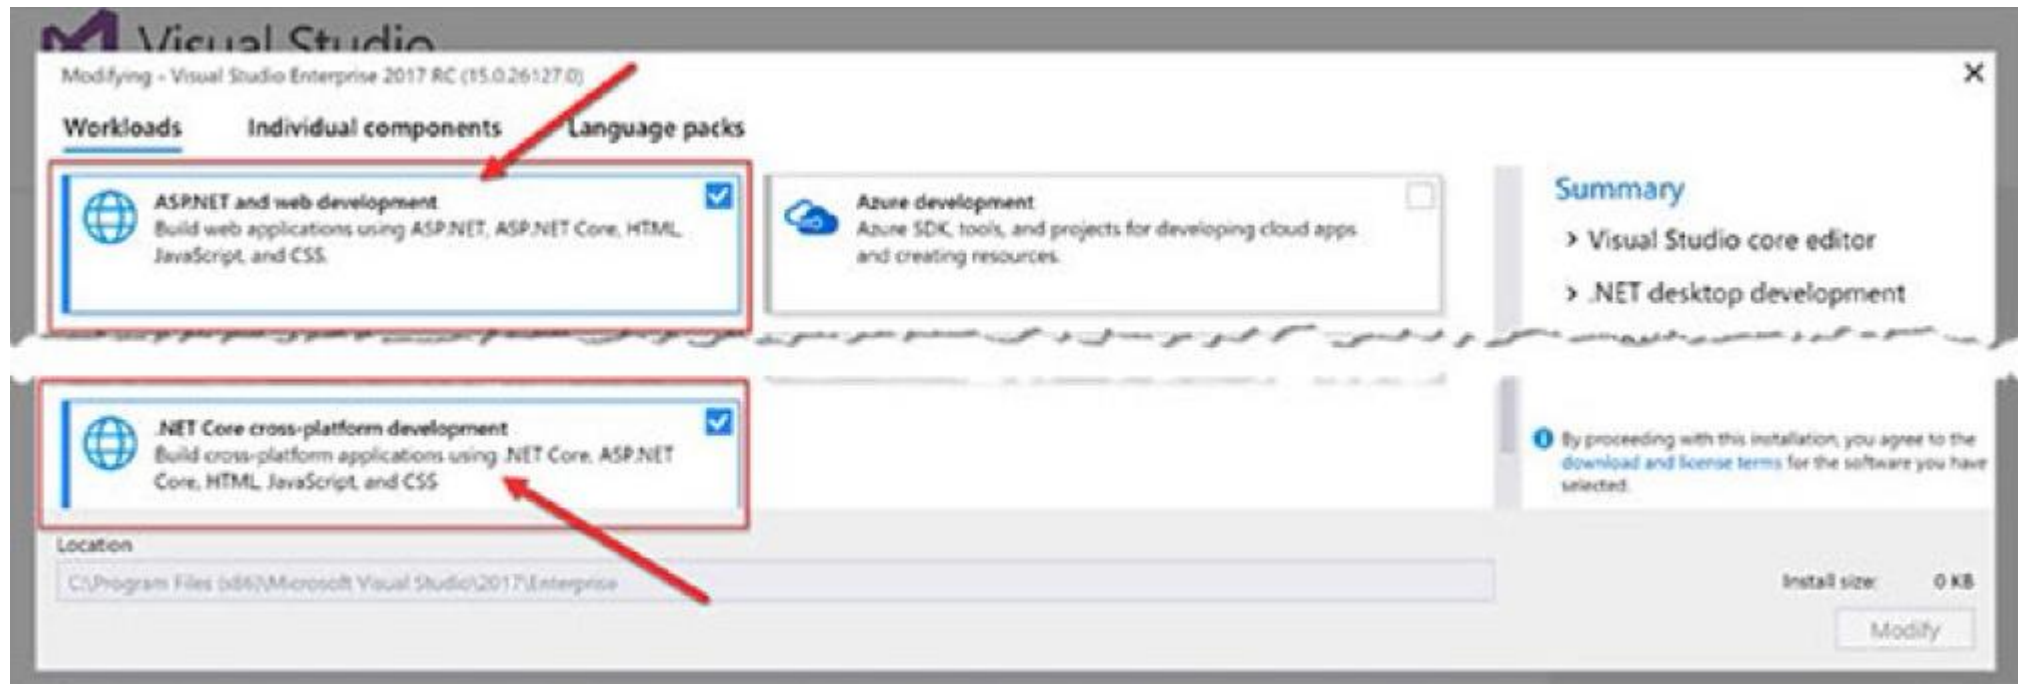 Visual Studio
Modifying - Visual Studio Enterprise 2017 RC (15.0.26127.0)
Workloads
Individual components
Language packs
ASP.NET and web development
Build web applications using ASP.NET, ASP.NET Core, HTML,
JavaScript, and CSS.
Azure development
Azure SDK, tools, and projects for developing cloud apps
and creating resources.
Summary
> Visual Studio core editor
> .NET desktop development
.NET Core cross-platform development
Build cross-platform applications using .NET Core, ASP.NET
Core, HTML, JavaScript, and CSS
By proceeding with this installation, you agree to the
download and license terms for the software you have
selected.
Location
C:\Program Files (x86)\Microsoft Visual Studio\2017\Enterprise
Install size: 0 KB
Modify